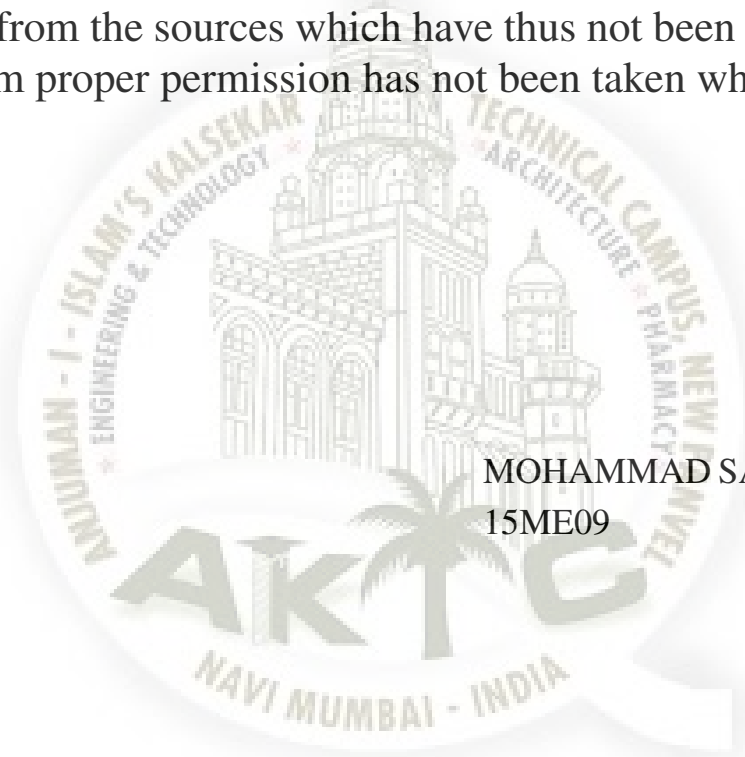 from the sources which have thus not been
proper permission has not been taken
ANJUMAN - I - ISLAM'S KALSEKAR TECHNICAL CAMPUS, NEW PANVEL
* ENGINEERING & TECHNOLOGY * * ARCHITECTURE * PHARMACY
MOHAMMAD
15ME09
AKTC
NAVI MUMBAI - INDIA